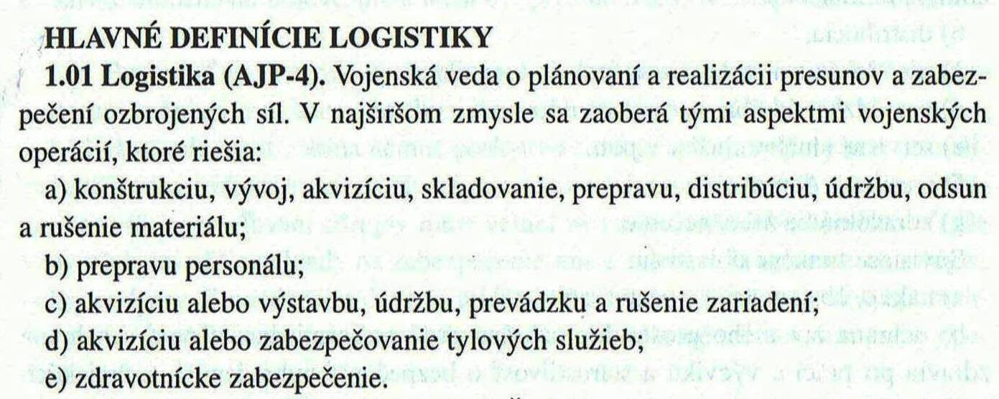 HLAVNÉ DEFINÍCIE LOGISTIKY
1.01 Logistika (AJP-4). Vojenská veda o plánovaní a realizácii presunov a zabez-
pečení ozbrojených síl. V najširšom zmysle sa zaoberá tými aspektmi vojenských
operácií, ktoré riešia:
a) konštrukciu, vývoj, akvizíciu, skladovanie, prepravu, distribúciu, údržbu, odsun
a rušenie materiálu;
b) prepravu personálu;
c) akvizíciu alebo výstavbu, údržbu, prevádzku a rušenie zariadení;
d) akvizíciu alebo zabezpečovanie tylových služieb;
e) zdravotnícke zabezpečenie.